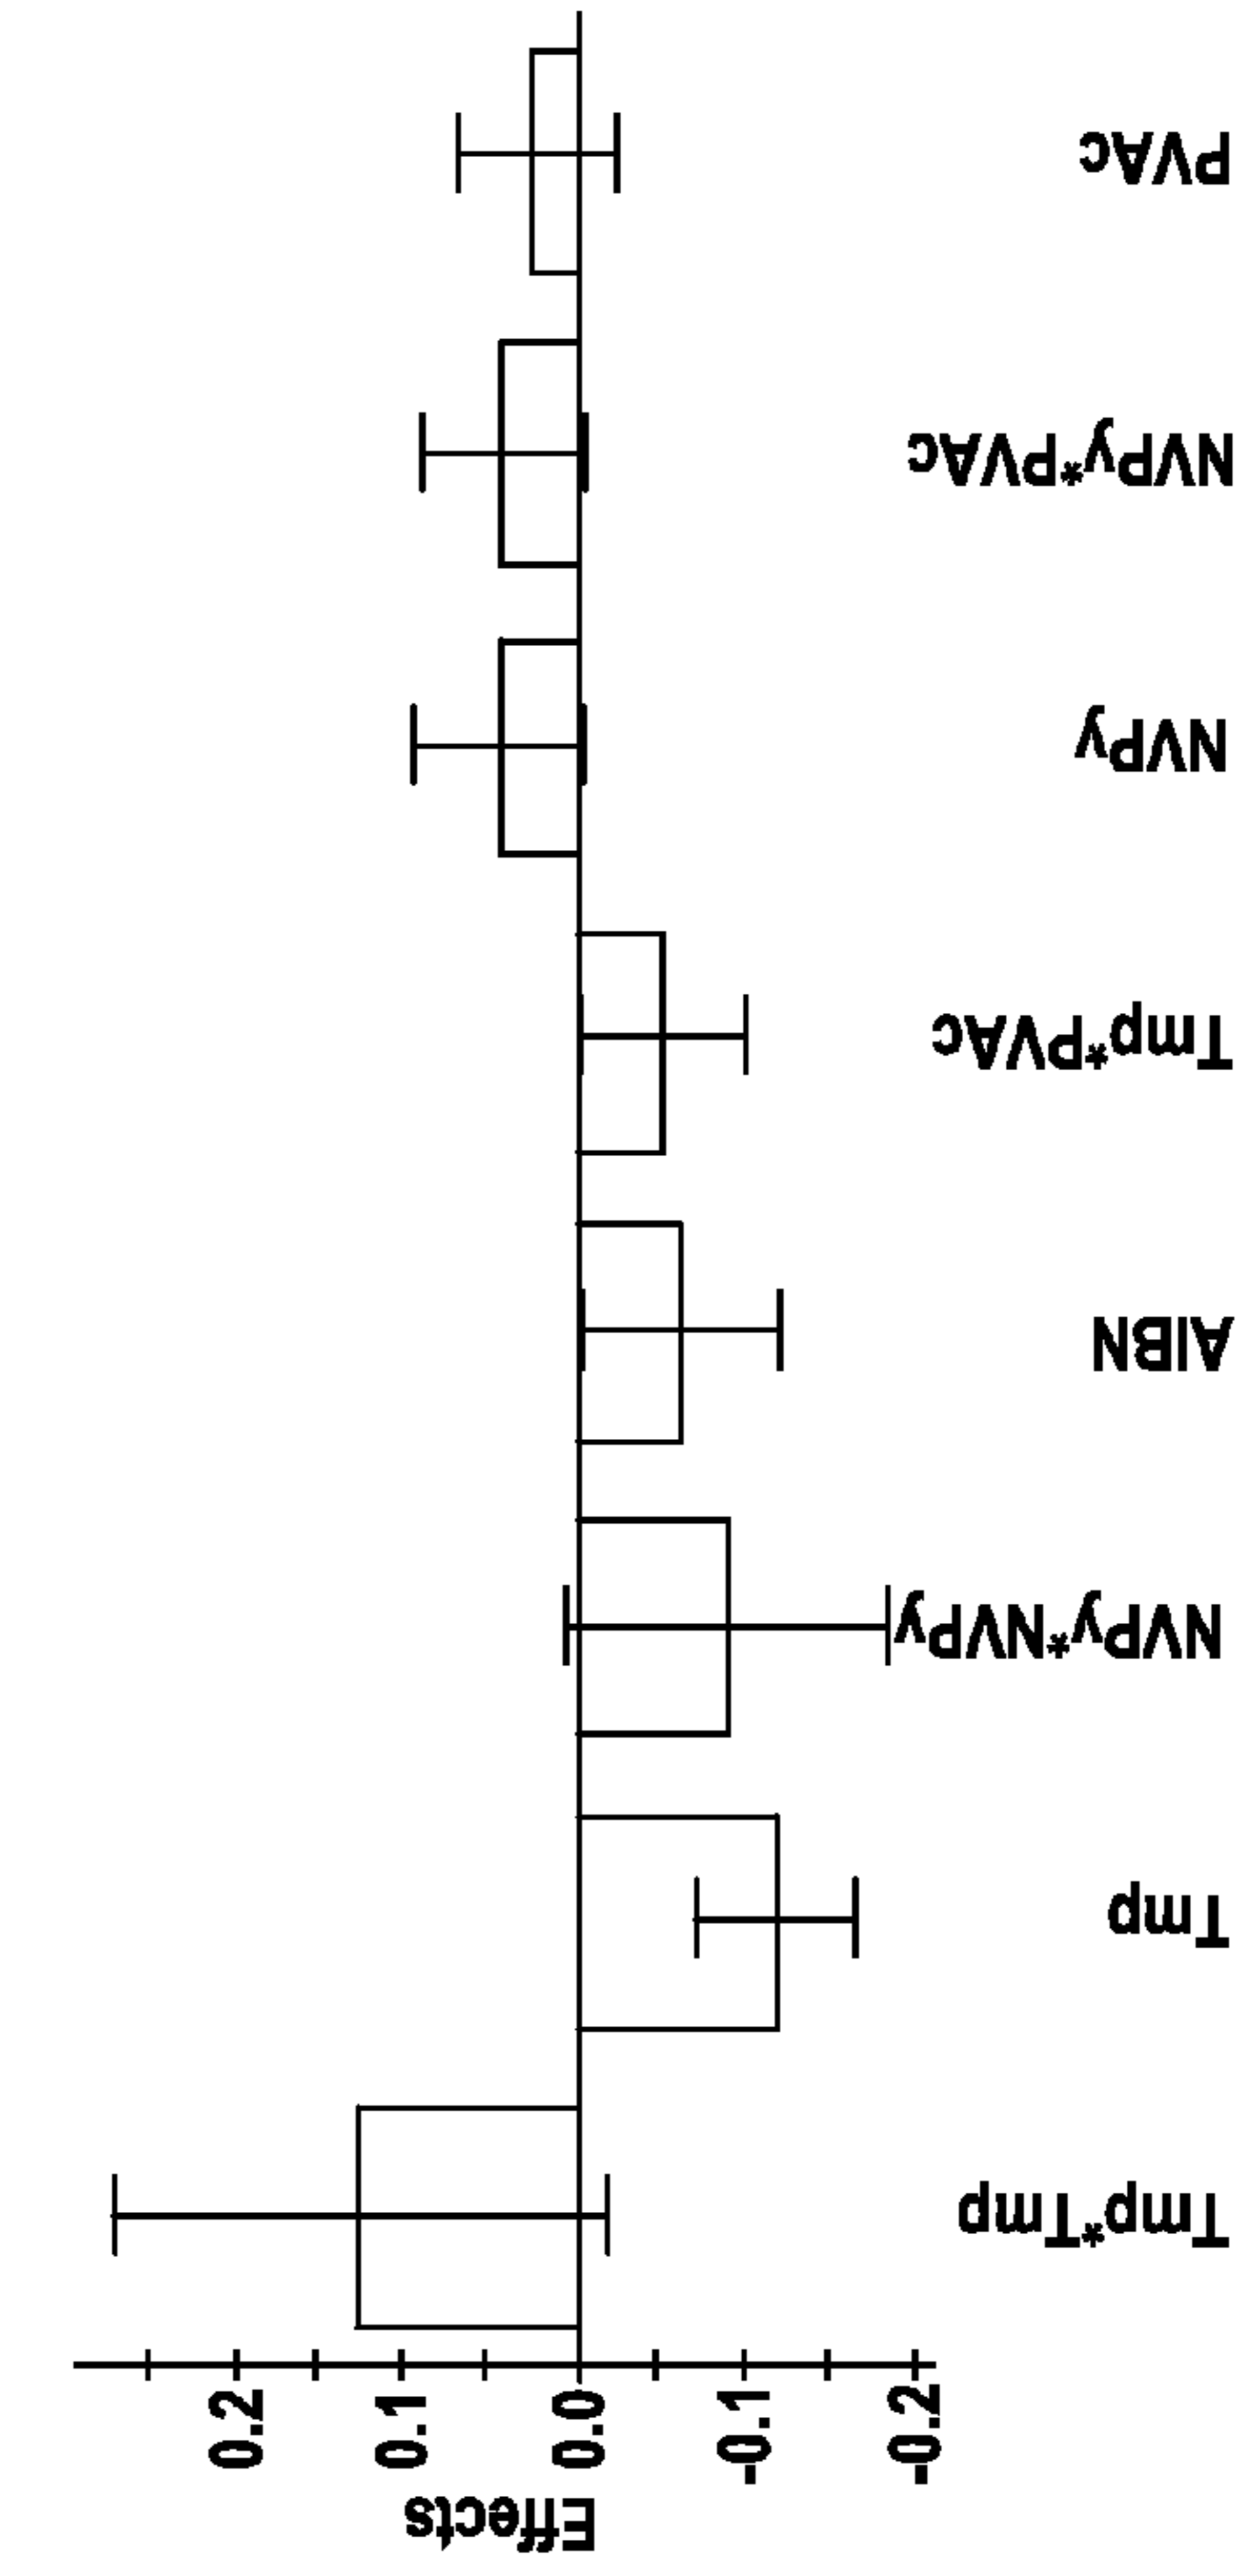 Effects
0.2
0.1
0.0
-0.1
-0.2
Tmp*Tmp
Tmp
NVPy*NVPy
AIBN
Tmp*PVAc
NVPy
NVPy*PVAc
PVAc